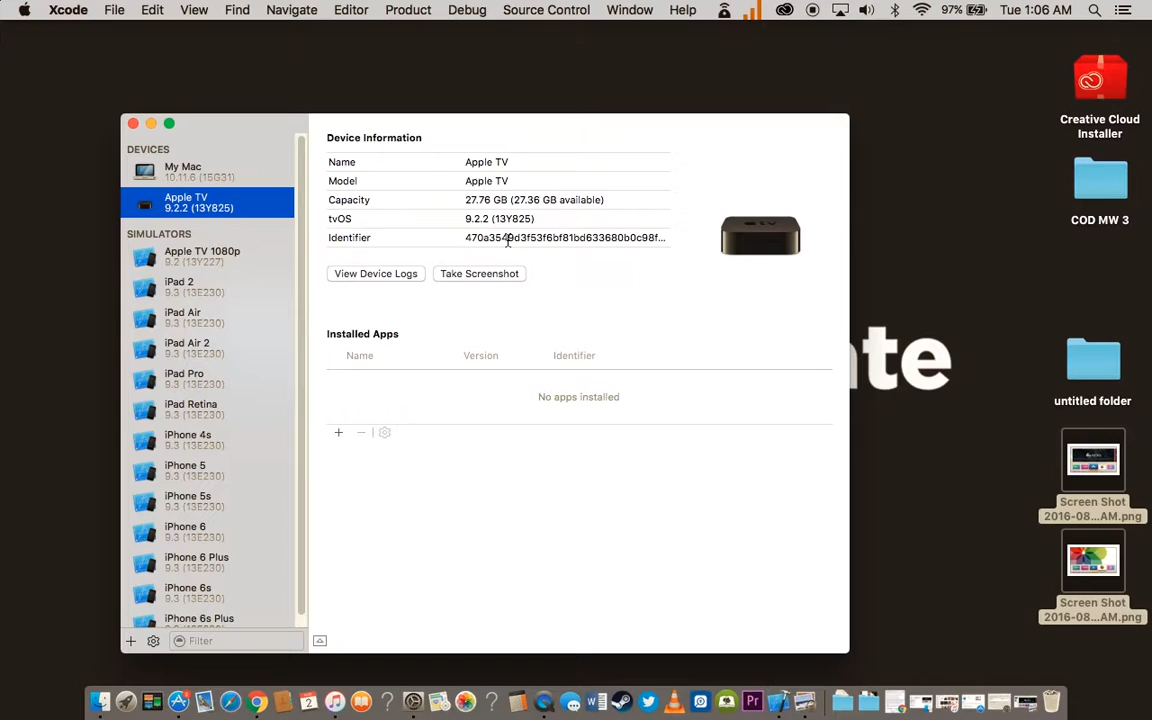 Xcode File Edit View Find Navigate Editor Product Debug Source Control Window Help 97% Tue 1:06 AM
Creative Cloud
Installer
COD MW 3
ate
untitled folder
Screen Shot
2016-08...AM.png
Screen Shot
2016-08...AM.png
DEVICES
My Mac
10.11.6 (15G31)
Apple TV
9.2.2 (13Y825)
SIMULATORS
Apple TV 1080p
9.2 (13Y227)
iPad 2
9.3 (13E230)
iPad Air
9.3 (13E230)
iPad Air 2
9.3 (13E230)
iPad Pro
9.3 (13E230)
iPad Retina
9.3 (13E230)
iPhone 4s
9.3 (13E230)
iPhone 5
9.3 (13E230)
iPhone 5s
9.3 (13E230)
iPhone 6
9.3 (13E230)
iPhone 6 Plus
9.3 (13E230)
iPhone 6s
9.3 (13E230)
iPhone 6s Plus
Filter
Device Information
Name Apple TV
Model Apple TV
Capacity 27.76 GB (27.36 GB available)
tvOS 9.2.2 (13Y825)
Identifier
View Device Logs Take Screenshot
Installed Apps
Name Version Identifier
No apps installed